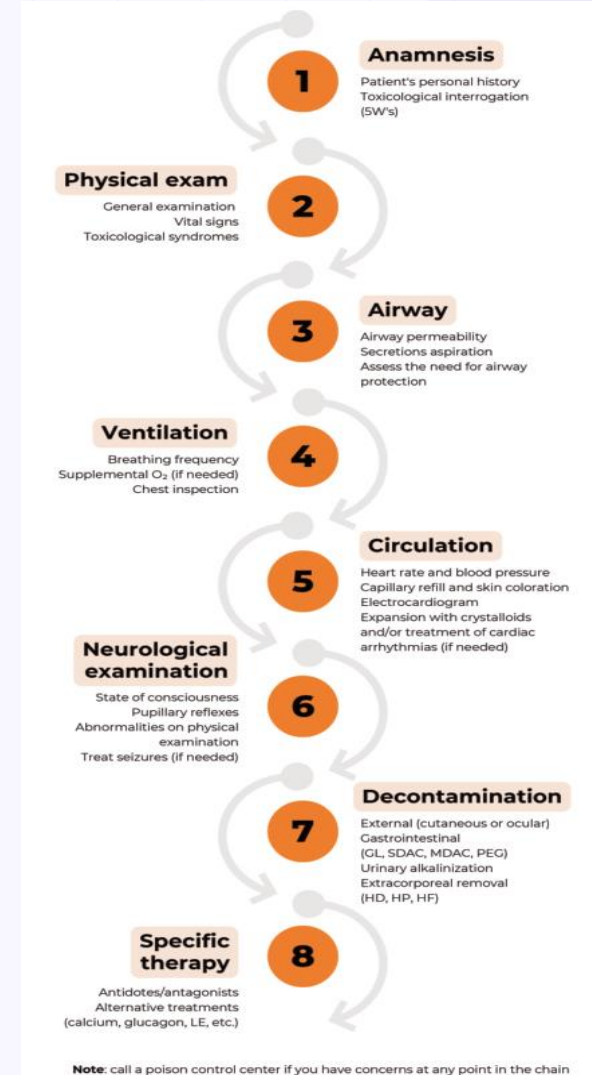 1
Anamnesis
Patient's personal history
Toxicological interrogation
(5W's)
Physical exam
General examination
Vital signs
Toxicological syndromes
2
3
Airway
Airway permeability
Secretions aspiration
Assess the need for airway
protection
Ventilation
Breathing frequency
Supplemental O₂ (if needed)
Chest inspection
4
5
Circulation
Heart rate and blood pressure
Capillary refill and skin coloration
Electrocardiogram
Expansion with crystalloids
and/or treatment of cardiac
arrhythmias (if needed)
Neurological
examination
State of consciousness
Pupillary reflexes
Abnormalities on physical
examination
Treat seizures (if needed)
6
7
Decontamination
External (cutaneous or ocular)
Gastrointestinal
(GL, SDAC, MDAC, PEG)
Urinary alkalinization
Extracorporeal removal
(HD, HP, HF)
Specific
therapy
Antidotes/antagonists
Alternative treatments
(calcium, glucagon, LE, etc.)
8
Note: call a poison control center if you have concerns at any point in the chain